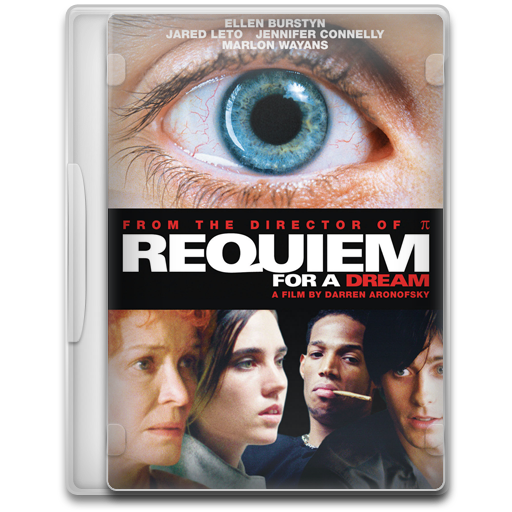 ELLEN BURSTYN
JARED LETO JENNIFER CONNELLY
MARLON WAYANS
FROM THE DIRECTOR OF π
REQUIEM
FOR A DREAM
A FILM BY DARREN ARONOFSKY